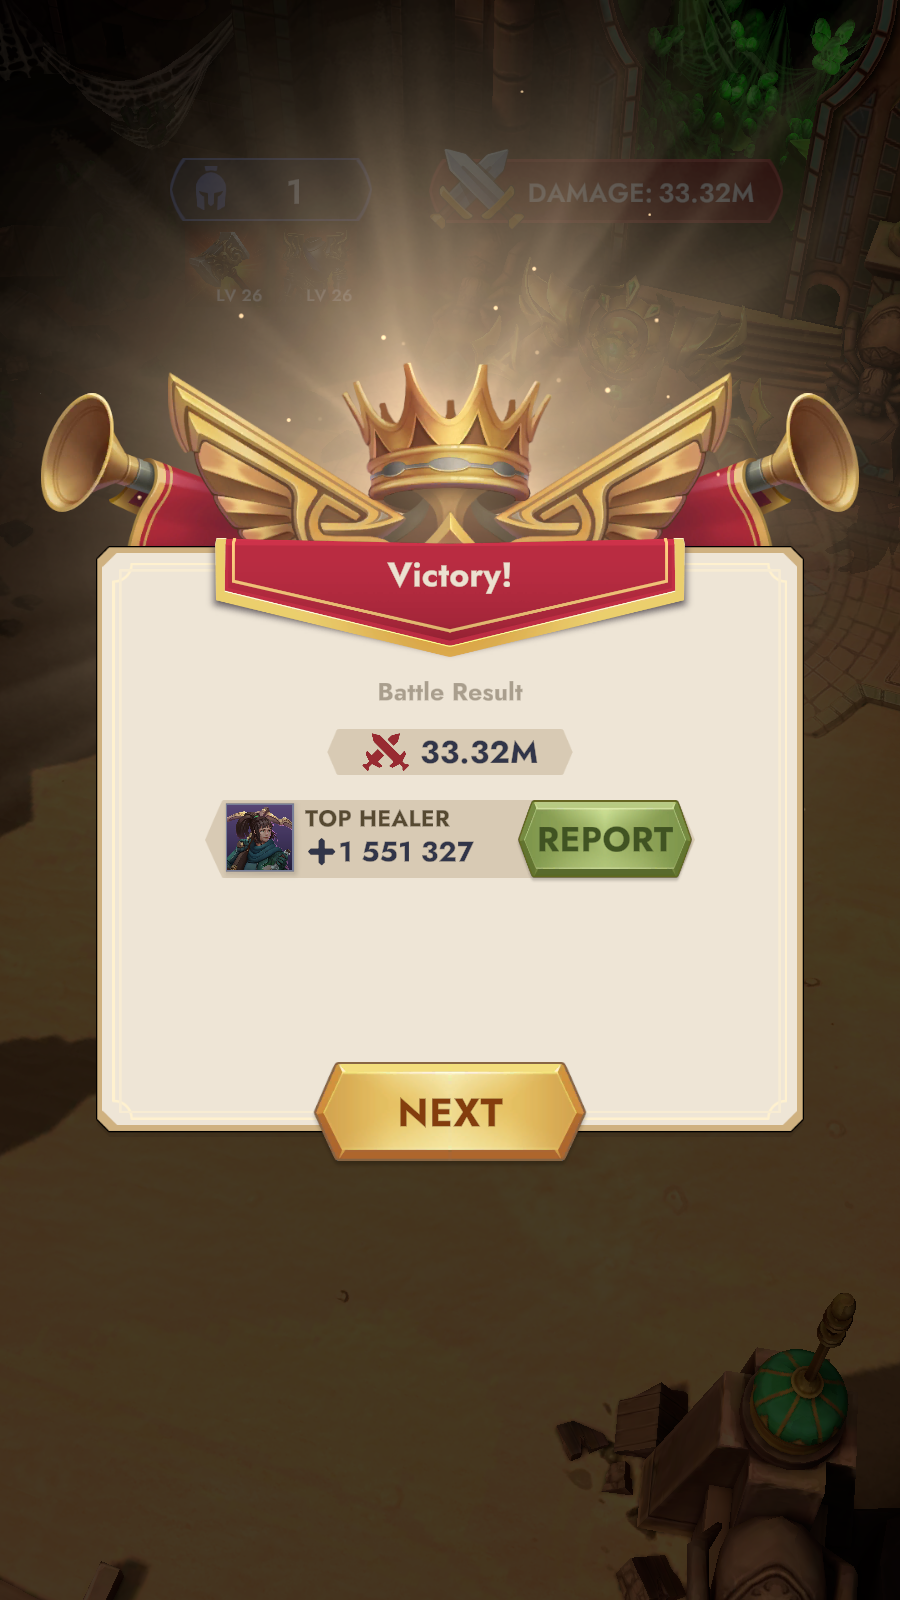 1
DAMAGE: 33.32M
LV 26 LV 26
Victory!
Battle Result
33.32M
TOP HEALER
+1 551 327
REPORT
NEXT